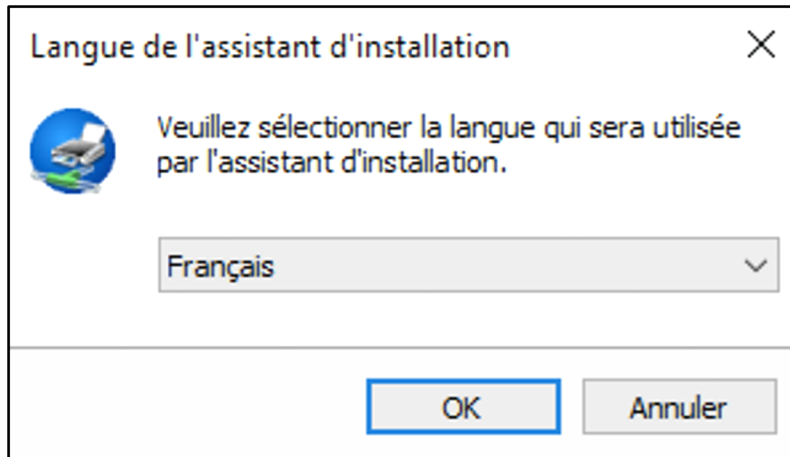 Langue de l'assistant d'installation
Veuillez sélectionner la langue qui sera utilisée
par l'assistant d'installation.
Français
OK
Annuler